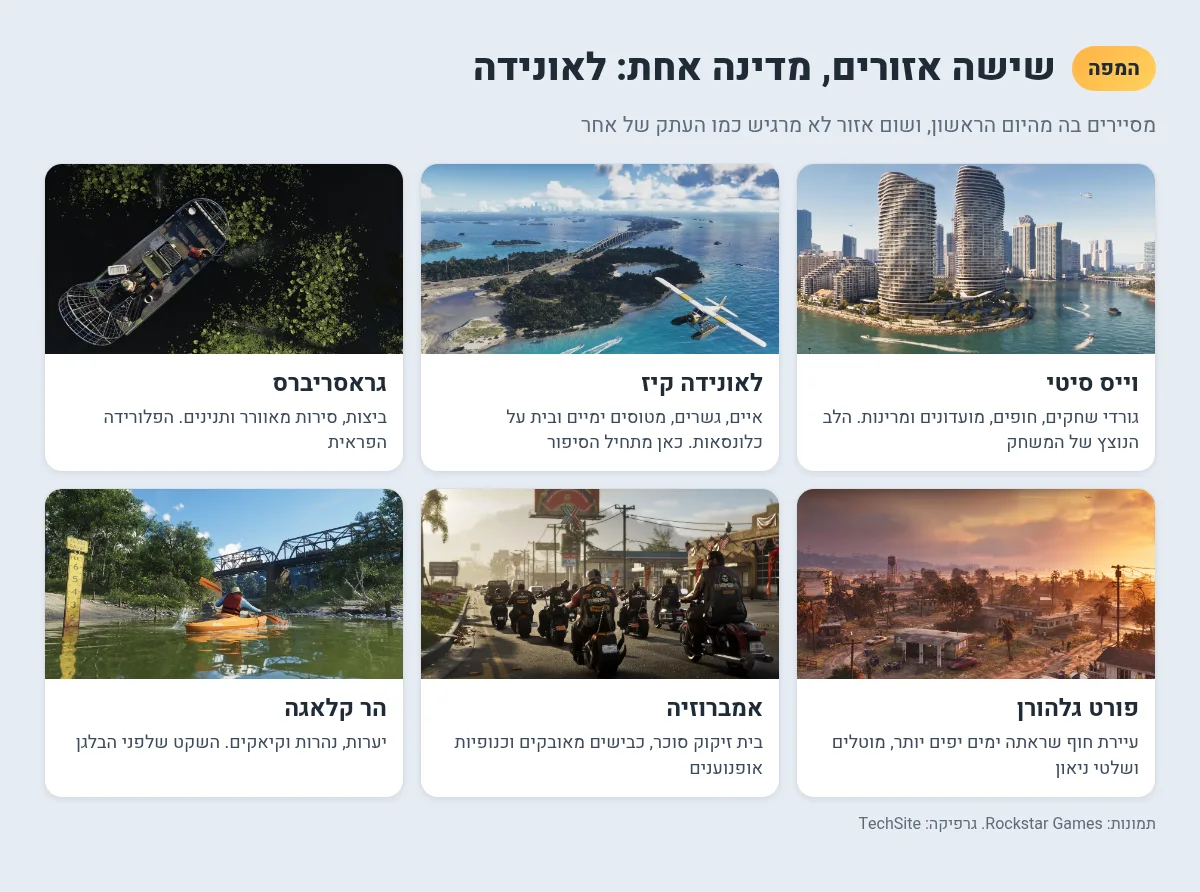 המפה
שישה אזורים, מדינה אחת: לאונידה
מסיירים בה מהיום הראשון, ושום אזור לא מרגיש כמו העתק של אחר
וייס סיטי
גורדי שחקים, חופים, מועדונים ומרינות. הלב
הנוצץ של המשחק
לאונידה קיז
איים, גשרים, מטוסים ימיים ובית על
כלונסאות. כאן מתחיל הסיפור
גראסריברס
ביצות, סירות מאוורר ותנינים. הפלורידה
הפראית
פורט גלהורן
עיירת חוף שראתה ימים יפים יותר, מוטלים
ושלטי ניאון
אמברוזיה
בית זיקוק סוכר, כבישים מאובקים וכנופיות
אופנוענים
הר קלאגה
יערות, נהרות וקיאקים. השקט שלפני הבלגן
תמונות: Rockstar Games. גרפיקה: TechSite